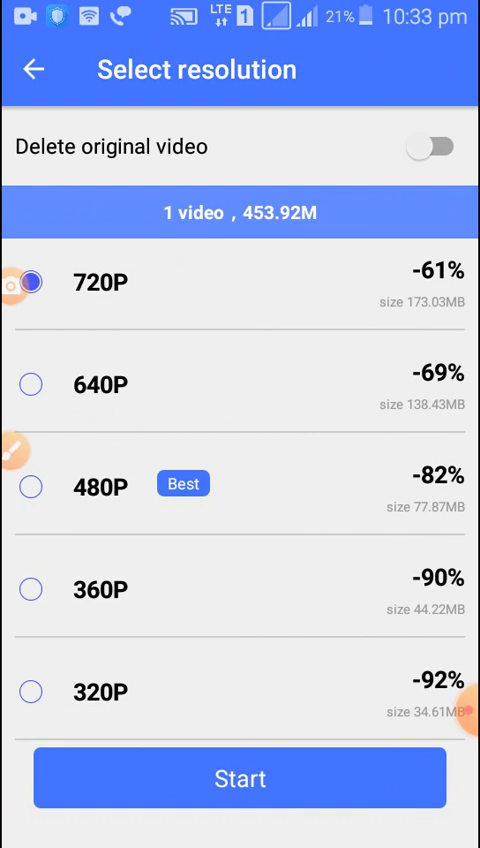 LTE 1 21% 10:33 pm
Select resolution
Delete original video
1 video , 453.92M
720P -61%
size 173.03MB
640P -69%
size 138.43MB
480P Best -82%
size 77.87MB
360P -90%
size 44.22MB
320P -92%
size 34.61MB
Start